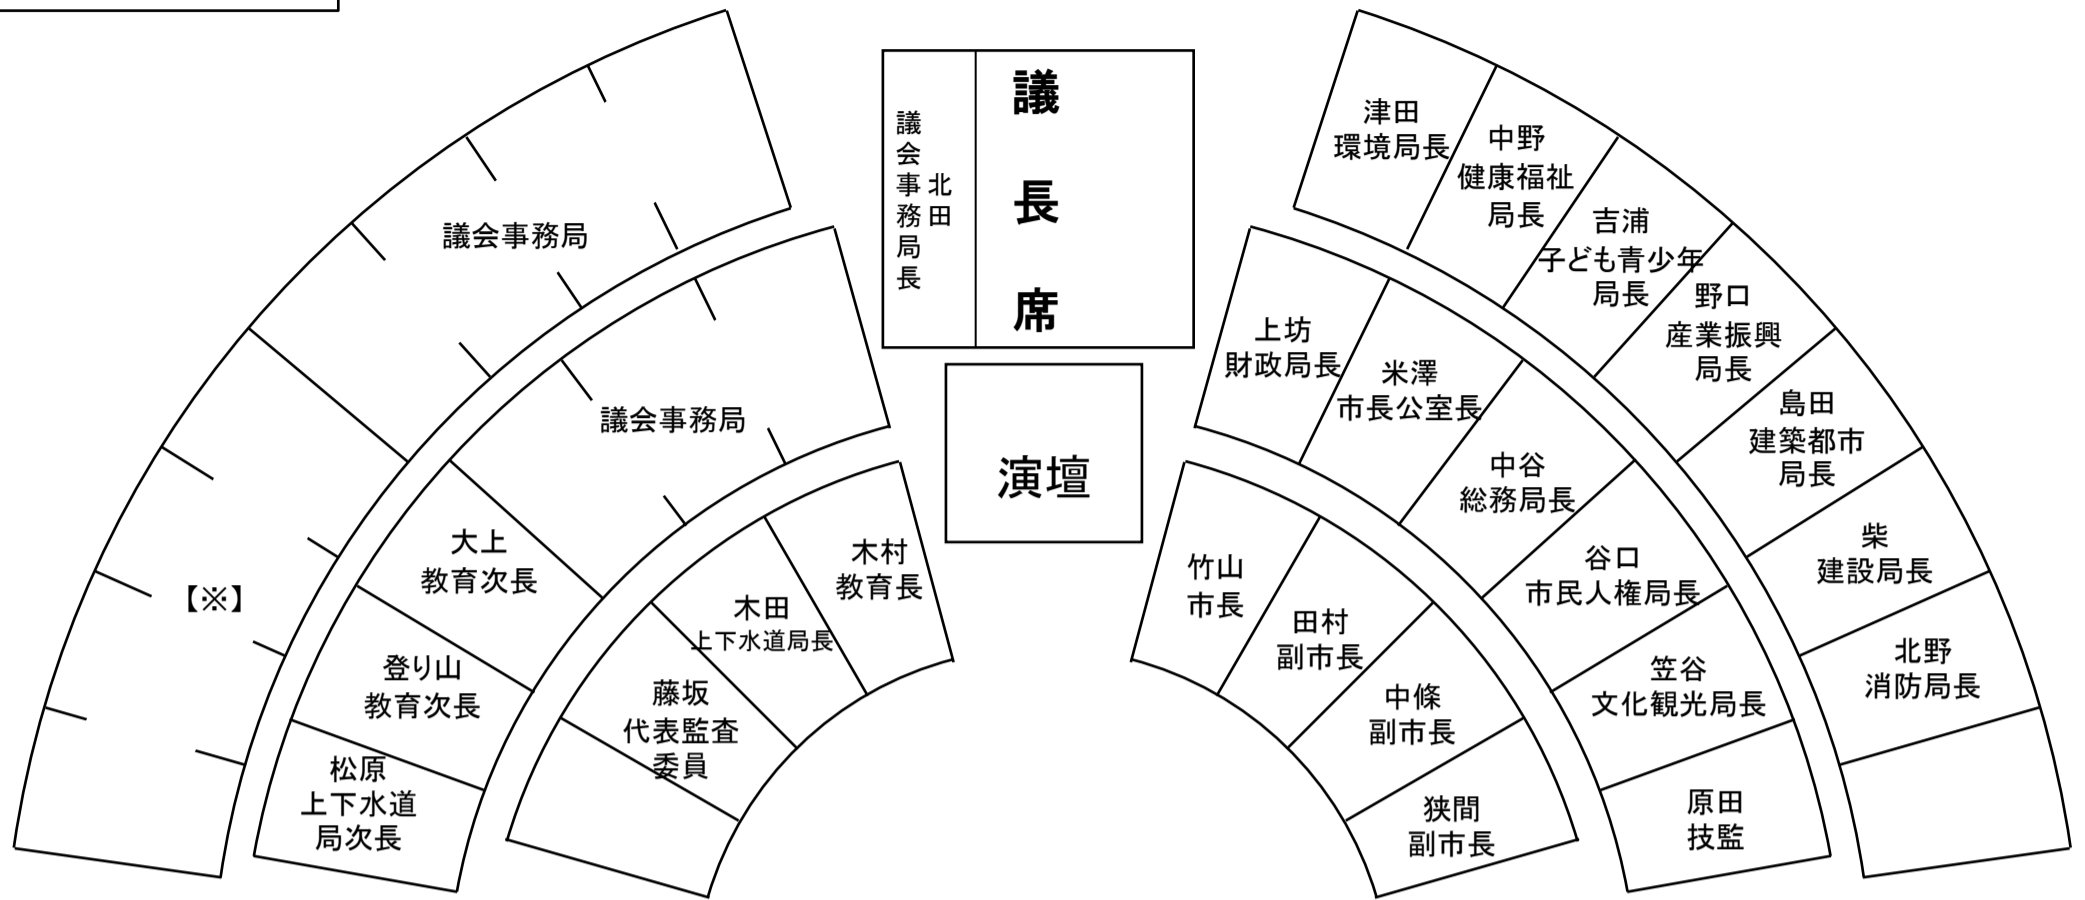 議長席
北田
議会事務局長
演壇
議会事務局
議会事務局
【※】
大上
教育次長
登り山
教育次長
松原
上下水道
局次長
木村
教育長
木田
上下水道局長
藤坂
代表監査
委員
竹山
市長
田村
副市長
中條
副市長
狭間
副市長
上坊
財政局長
米澤
市長公室長
中谷
総務局長
谷口
市民人権局長
笠谷
文化観光局長
原田
技監
津田
環境局長
中野
健康福祉
局長
吉浦
子ども青少年
局長
野口
産業振興
局長
島田
建築都市
局長
柴
建設局長
北野
消防局長